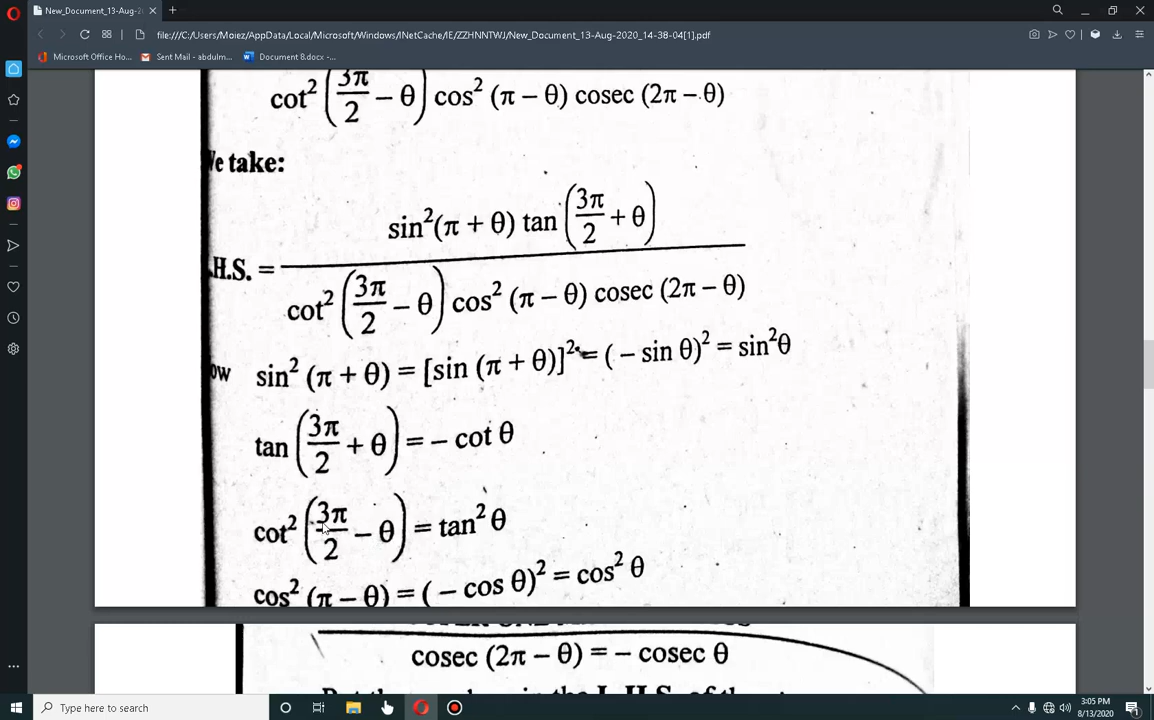 New_Document_13-Aug-2
file:///C:/Users/Moiez/AppData/Local/Microsoft/Windows/INetCache/IE/ZZHNNTWJ/New_Document_13-Aug-2020_14-38-04[1].pdf
Microsoft Office Ho... Sent Mail - abdulm... Document 8.docx -...
cot² (3π/2 − θ) cos² (π − θ) cosec (2π − θ)
We take:
sin²(π + θ) tan (3π/2 + θ)
.H.S. =
cot² (3π/2 − θ) cos² (π − θ) cosec (2π − θ)
ow sin² (π + θ) = [sin (π + θ)]² = (− sin θ)² = sin²θ
tan (3π/2 + θ) = − cot θ
cot² (3π/2 − θ) = tan² θ
cos² (π − θ) = (− cos θ)² = cos² θ
cosec (2π − θ) = − cosec θ
Type here to search
3:05 PM
8/13/2020
1